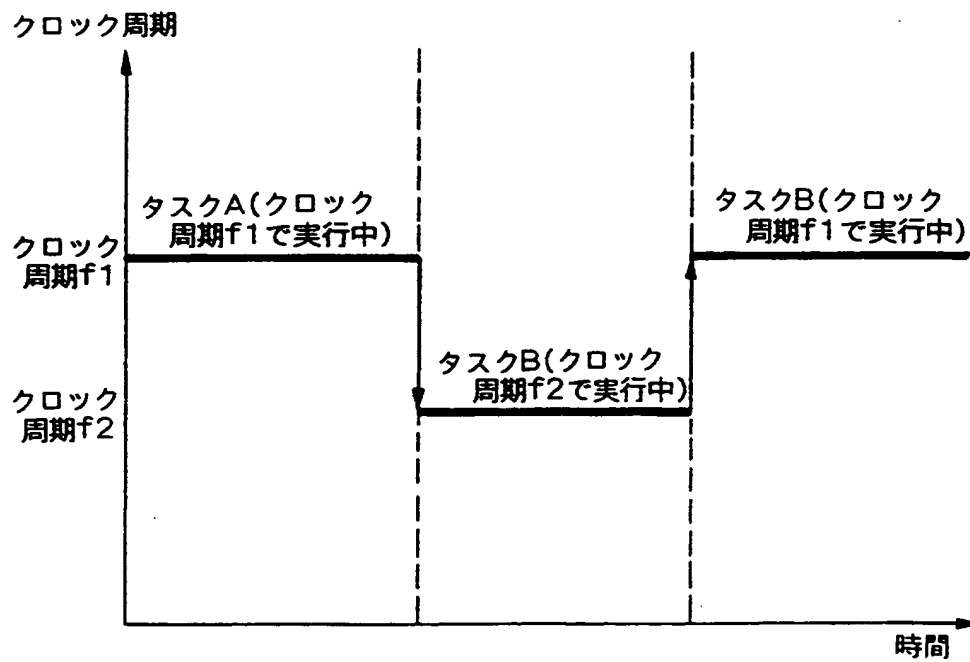 クロック周期
タスクA(クロック
周期f1で実行中)
タスクB(クロック
周期f1で実行中)
クロック
周期f1
タスクB(クロック
周期f2で実行中)
クロック
周期f2
時間